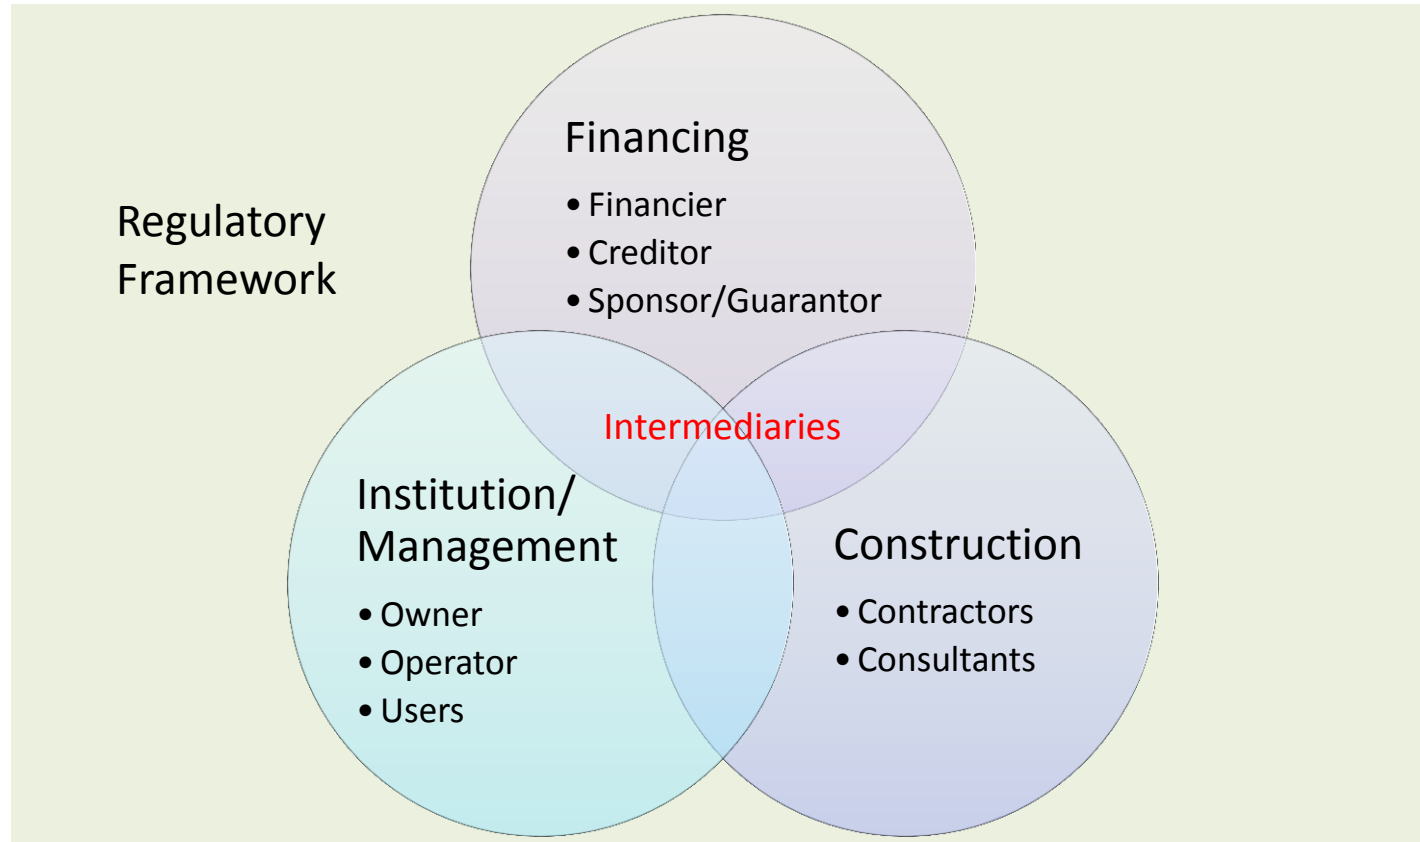 Financing
• Financier
• Creditor
• Sponsor/Guarantor
Regulatory
Framework
Intermediaries
Institution/
Management
• Owner
• Operator
• Users
Construction
• Contractors
• Consultants